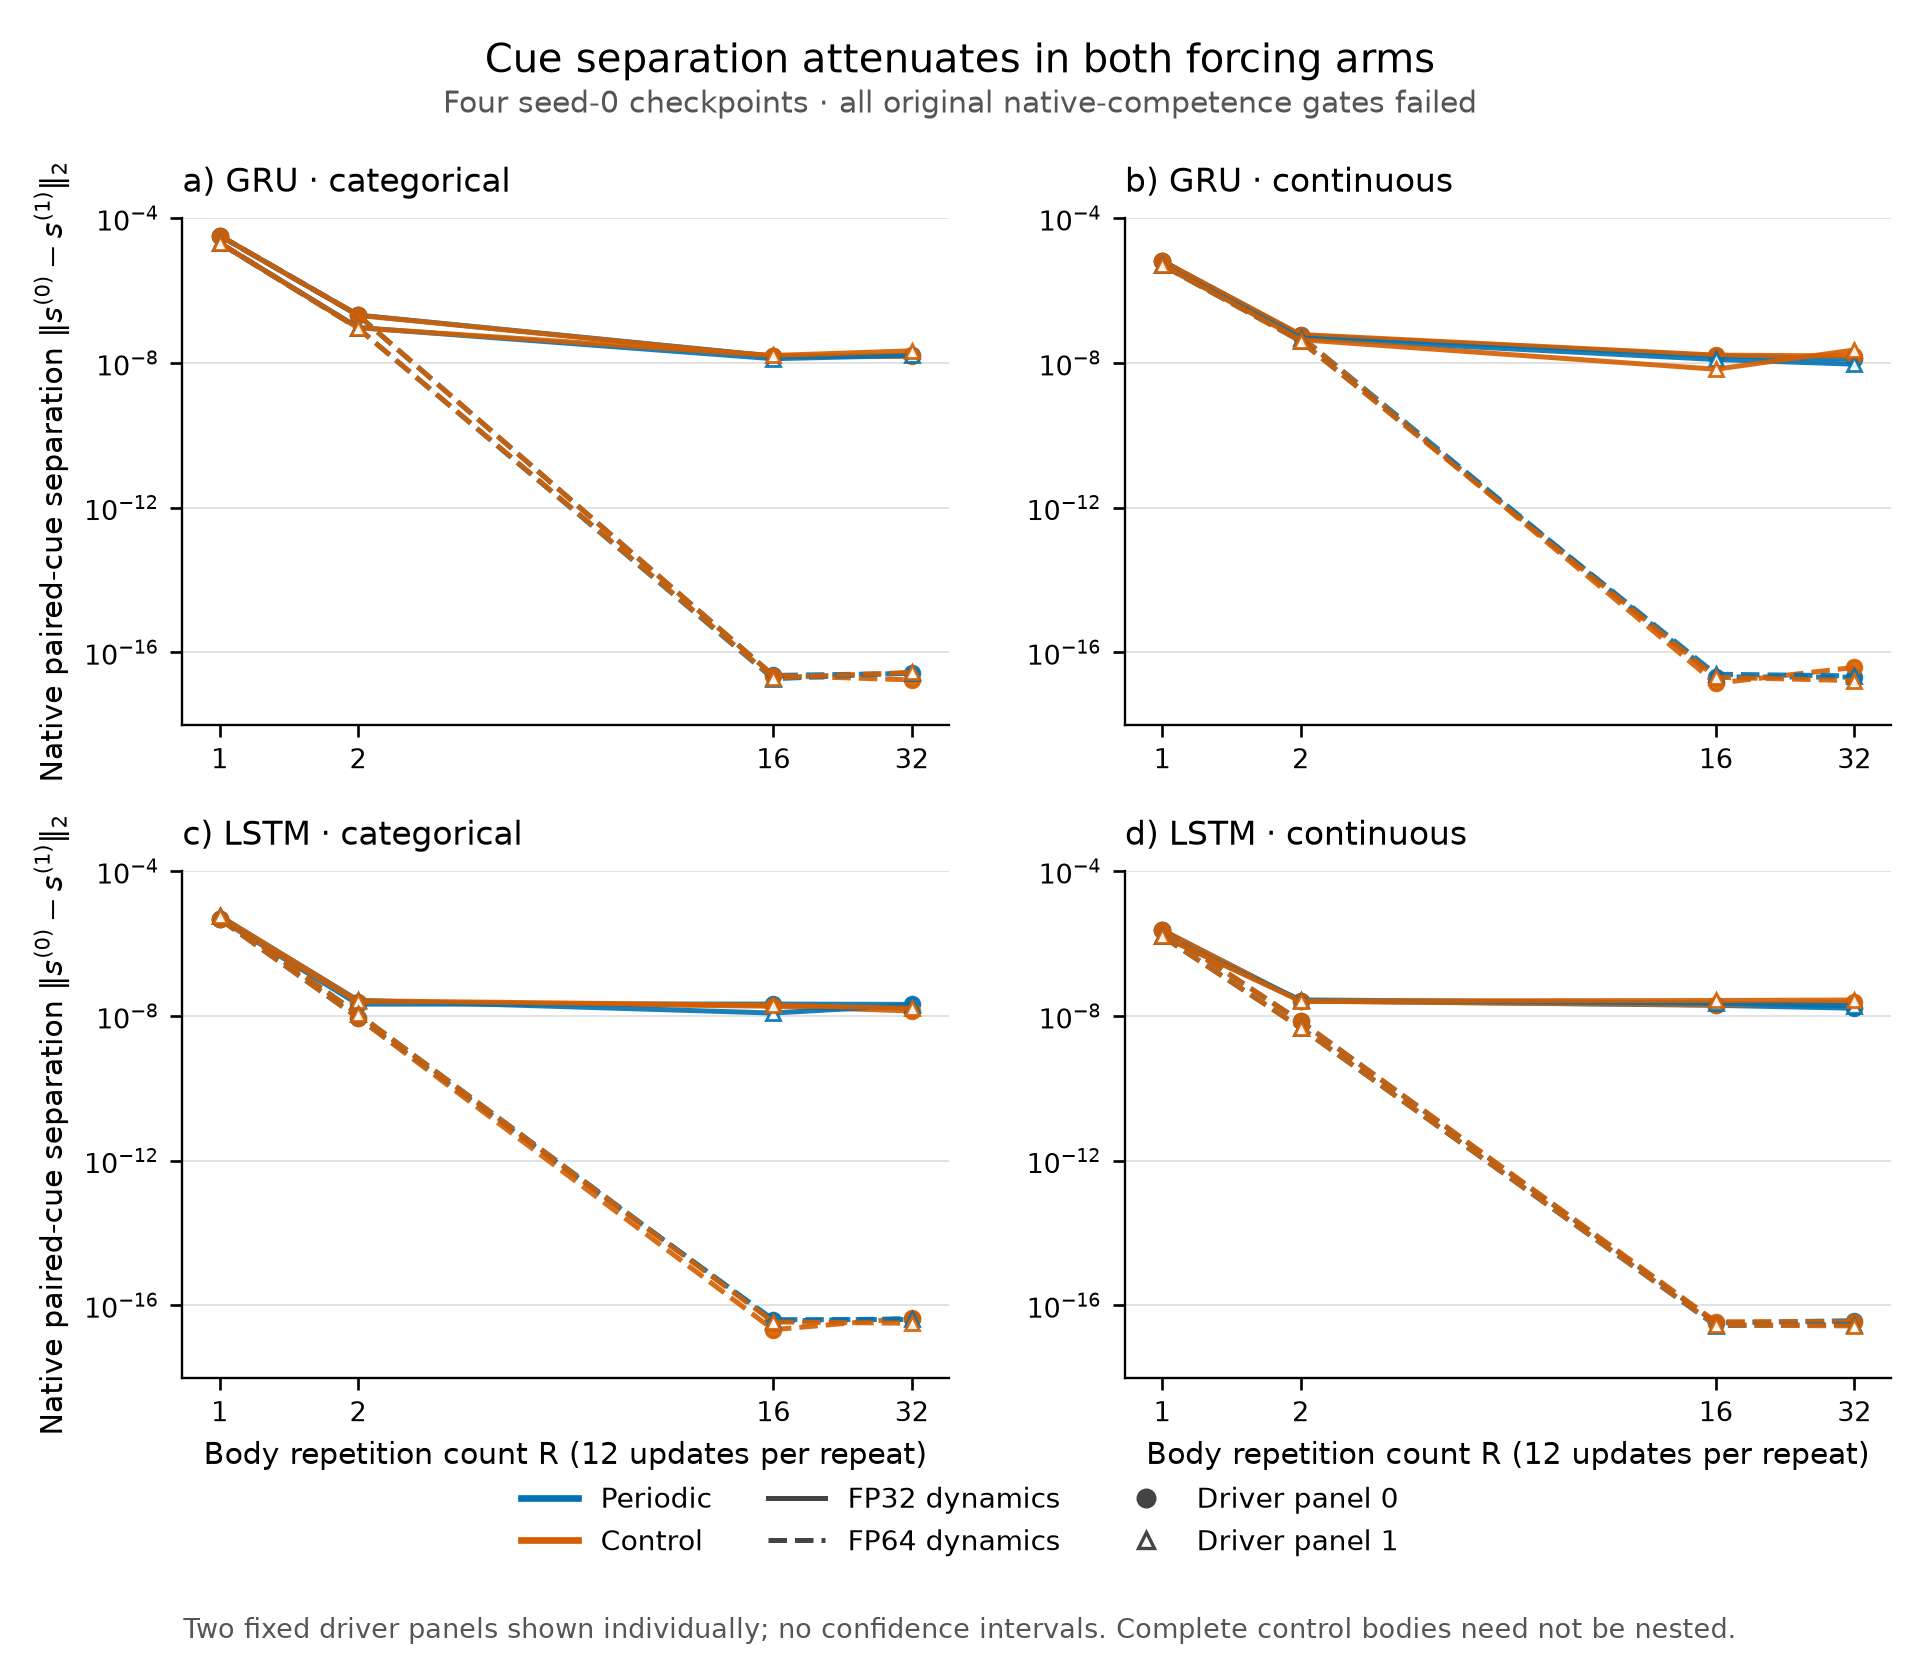 Cue separation attenuates in both forcing arms
Four seed-0 checkpoints · all original native-competence gates failed
a) GRU · categorical
Native paired-cue separation ‖s⁽⁰⁾ − s⁽¹⁾‖₂
10⁻⁴
10⁻⁸
10⁻¹²
10⁻¹⁶
1
2
16
32
b) GRU · continuous
10⁻⁴
10⁻⁸
10⁻¹²
10⁻¹⁶
1
2
16
32
c) LSTM · categorical
Native paired-cue separation ‖s⁽⁰⁾ − s⁽¹⁾‖₂
10⁻⁴
10⁻⁸
10⁻¹²
10⁻¹⁶
1
2
16
32
Body repetition count R (12 updates per repeat)
d) LSTM · continuous
10⁻⁴
10⁻⁸
10⁻¹²
10⁻¹⁶
1
2
16
32
Body repetition count R (12 updates per repeat)
Periodic
Control
FP32 dynamics
FP64 dynamics
Driver panel 0
Driver panel 1
Two fixed driver panels shown individually; no confidence intervals. Complete control bodies need not be nested.